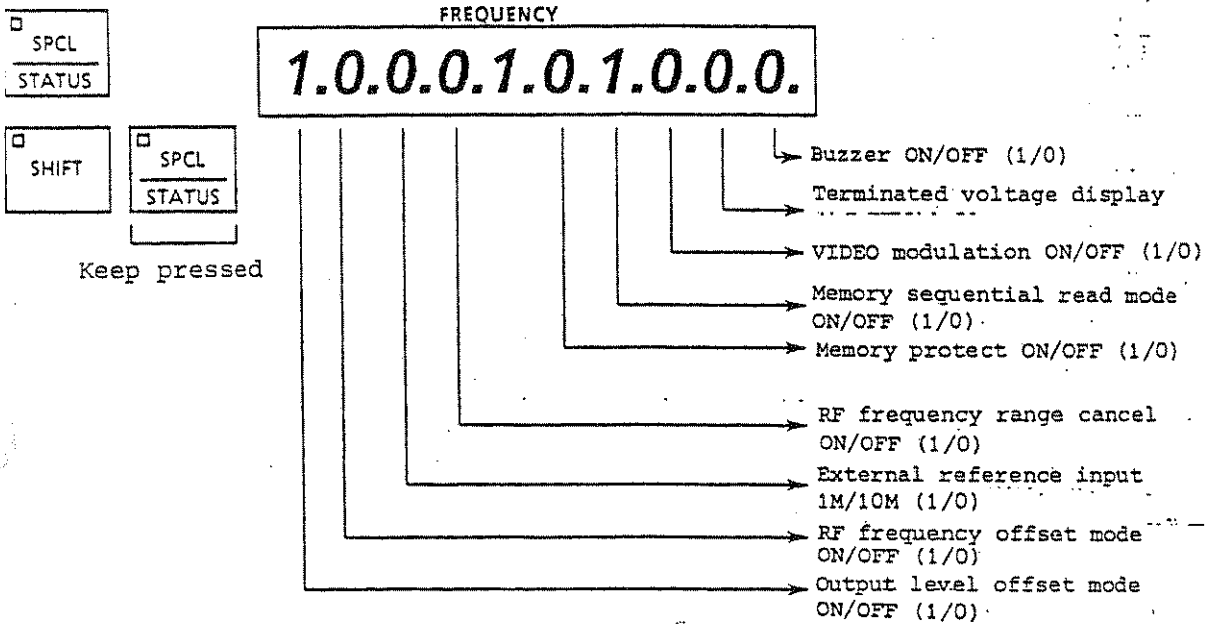 FREQUENCY
SPCL
STATUS
1.0.0.0.1.0.1.0.0.0.
SHIFT
SPCL
STATUS
Keep pressed
Buzzer ON/OFF (1/0)
Terminated voltage display
VIDEO modulation ON/OFF (1/0)
Memory sequential read mode
ON/OFF (1/0)
Memory protect ON/OFF (1/0)
RF frequency range cancel
ON/OFF (1/0)
External reference input
1M/10M (1/0)
RF frequency offset mode
ON/OFF (1/0)
Output level offset mode
ON/OFF (1/0)